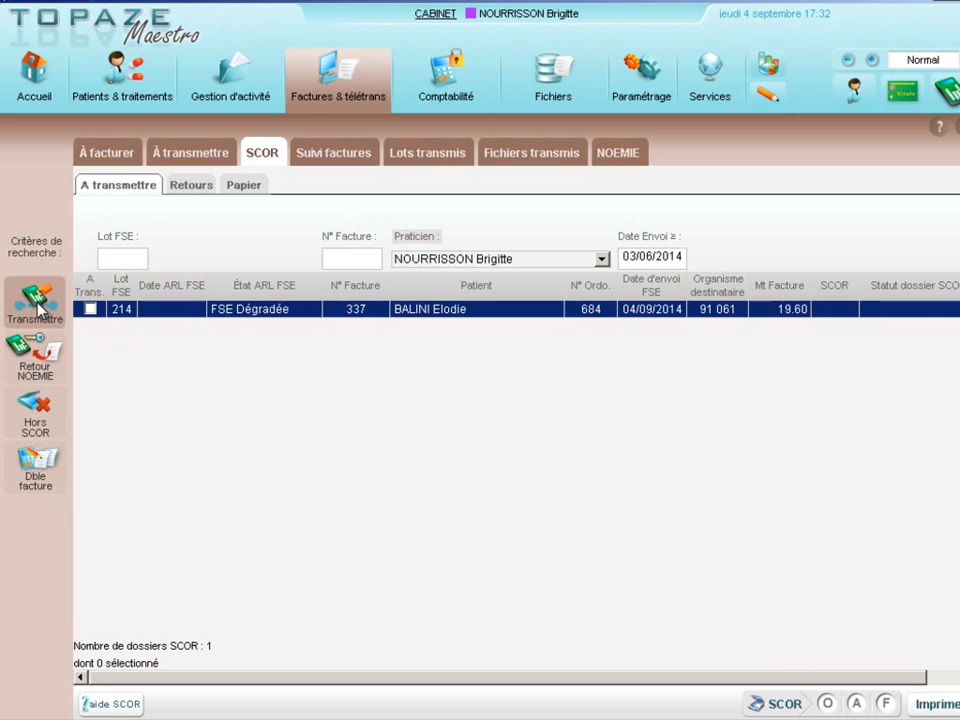 TOPAZE
Maestro
CABINET NOURRISSON Brigitte
jeudi 4 septembre 17:32
Normal
Accueil
Patients & traitements
Gestion d'activité
Factures & télétrans
Comptabilité
Fichiers
Paramétrage
Services
Vitale
?
À facturer
À transmettre
SCOR
Suivi factures
Lots transmis
Fichiers transmis
NOEMIE
A transmettre
Retours
Papier
Critères de
recherche :
Lot FSE :
N° Facture :
Praticien :
NOURRISSON Brigitte
Date Envoi ≥ :
03/06/2014
A
Trans.
Lot
FSE
Date ARL FSE
État ARL FSE
N° Facture
Patient
N° Ordo.
Date d'envoi
FSE
Organisme
destinataire
Mt Facture
SCOR
Statut dossier SCO
214 FSE Dégradée 337 BALINI Elodie 684 04/09/2014 91 061 19.60
Transmettre
Retour
NOEMIE
Hors
SCOR
Dble
facture
Nombre de dossiers SCOR : 1
dont 0 sélectionné
? aide SCOR
SCOR
O
A
F
Imprime